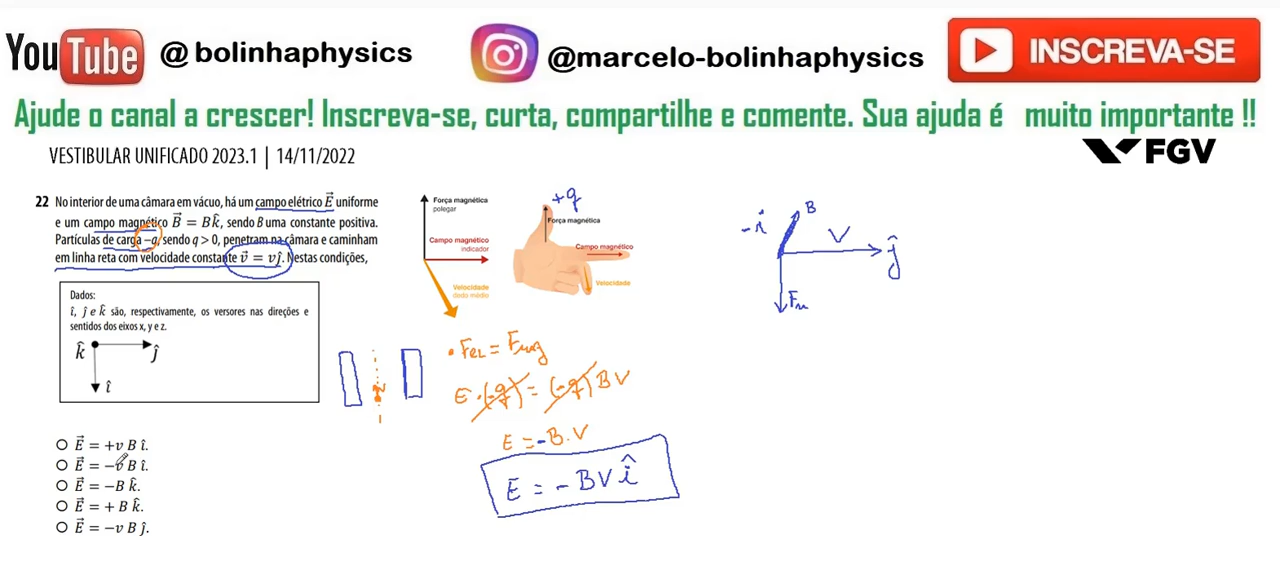 YouTube @ bolinhaphysics
@marcelo-bolinhaphysics
INSCREVA-SE
Ajude o canal a crescer! Inscreva-se, curta, compartilhe e comente. Sua ajuda é muito importante !!
VESTIBULAR UNIFICADO 2023.1 | 14/11/2022
FGV
22 No interior de uma câmara em vácuo, há um campo elétrico E⃗ uniforme
e um campo magnético B⃗ = Bk̂, sendo B uma constante positiva.
Partículas de carga –q, sendo q > 0, penetram na câmara e caminham
em linha reta com velocidade constante v⃗ = vĵ. Nestas condições,
Dados:
î, ĵ e k̂ são, respectivamente, os versores nas direções e
sentidos dos eixos x, y e z.
k̂
ĵ
î
E⃗ = +v B î.
E⃗ = –v B î.
E⃗ = –B k̂.
E⃗ = + B k̂.
E⃗ = –v B ĵ.
Força magnética
polegar
Campo magnético
indicador
Velocidade
dedo médio
+q
Força magnética
Campo magnético
Velocidade
-i
B
V
ĵ
Fm
• FEL = Fmag
E·(-q) = (-q) B V
E = -B.V
E = - BV î